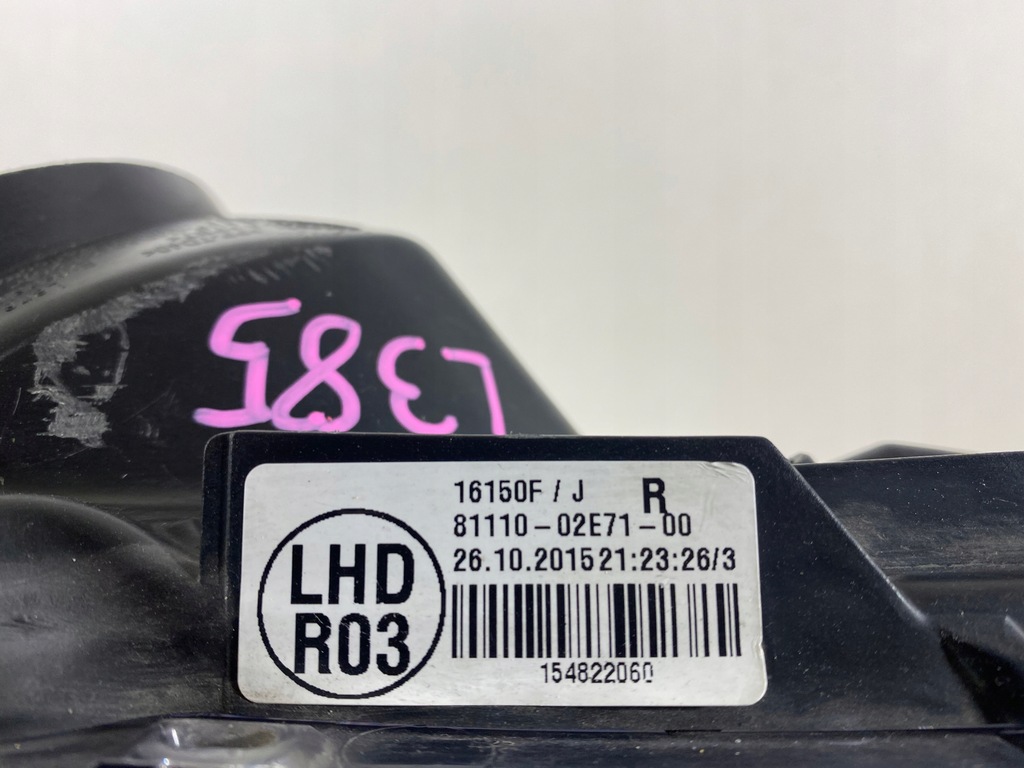 L385
16150F / J R
81110-02E71-00
26.10.2015 21:23:26/3
LHD
R03
154822060